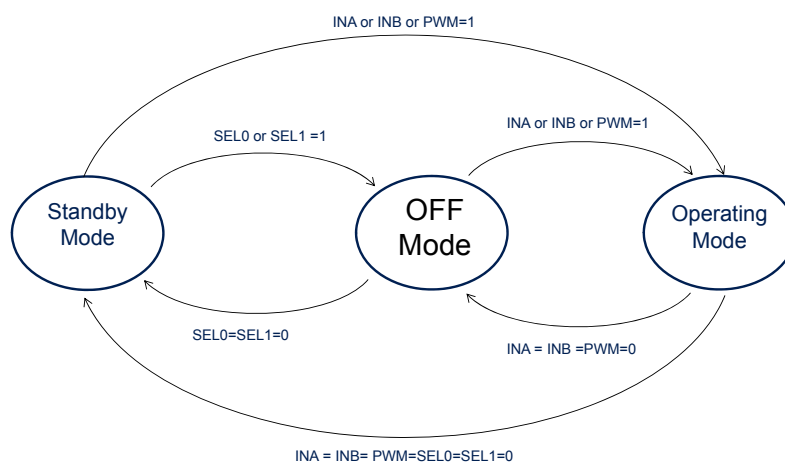 INA or INB or PWM=1
SEL0 or SEL1 =1
INA or INB or PWM=1
Standby
Mode
OFF
Mode
Operating
Mode
SEL0=SEL1=0
INA = INB =PWM=0
INA = INB= PWM=SEL0=SEL1=0